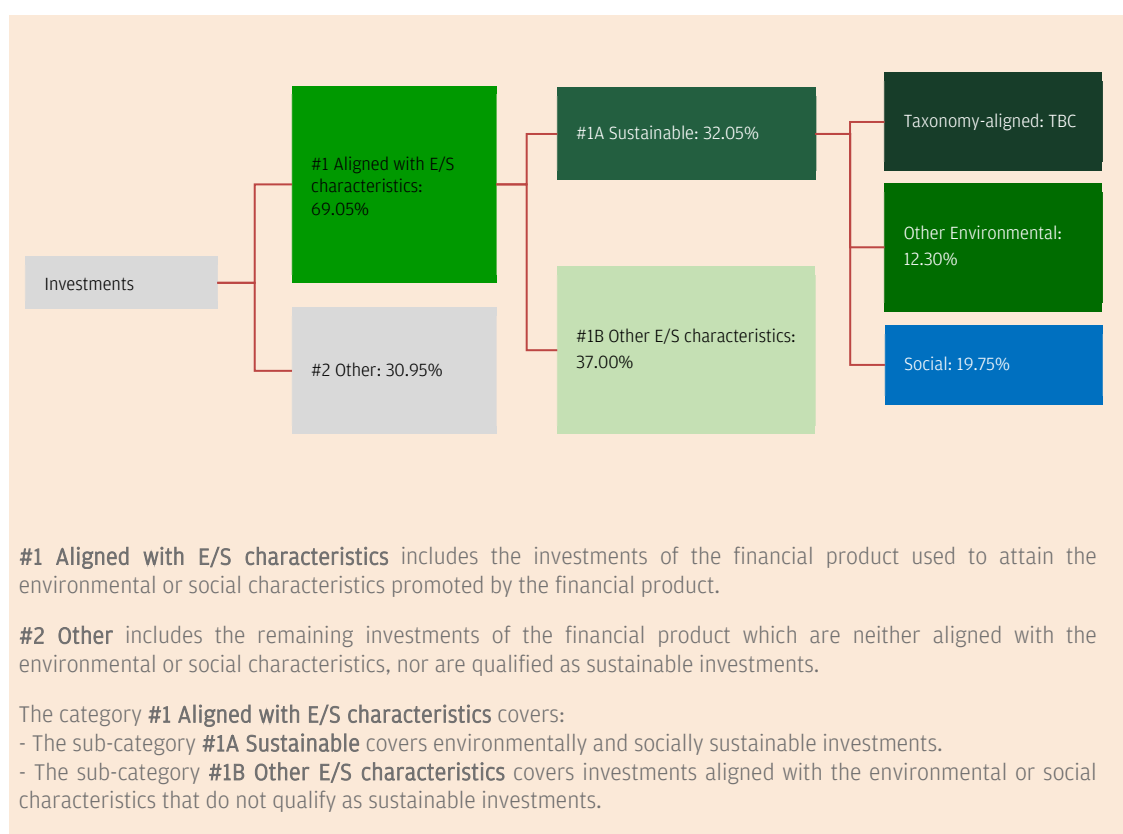 Investments
#1 Aligned with E/S
characteristics:
69.05%
#2 Other: 30.95%
#1A Sustainable: 32.05%
#1B Other E/S characteristics:
37.00%
Taxonomy-aligned: TBC
Other Environmental:
12.30%
Social: 19.75%
#1 Aligned with E/S characteristics includes the investments of the financial product used to attain the
environmental or social characteristics promoted by the financial product.
#2 Other includes the remaining investments of the financial product which are neither aligned with the
environmental or social characteristics, nor are qualified as sustainable investments.
The category #1 Aligned with E/S characteristics covers:
- The sub-category #1A Sustainable covers environmentally and socially sustainable investments.
- The sub-category #1B Other E/S characteristics covers investments aligned with the environmental or social
characteristics that do not qualify as sustainable investments.